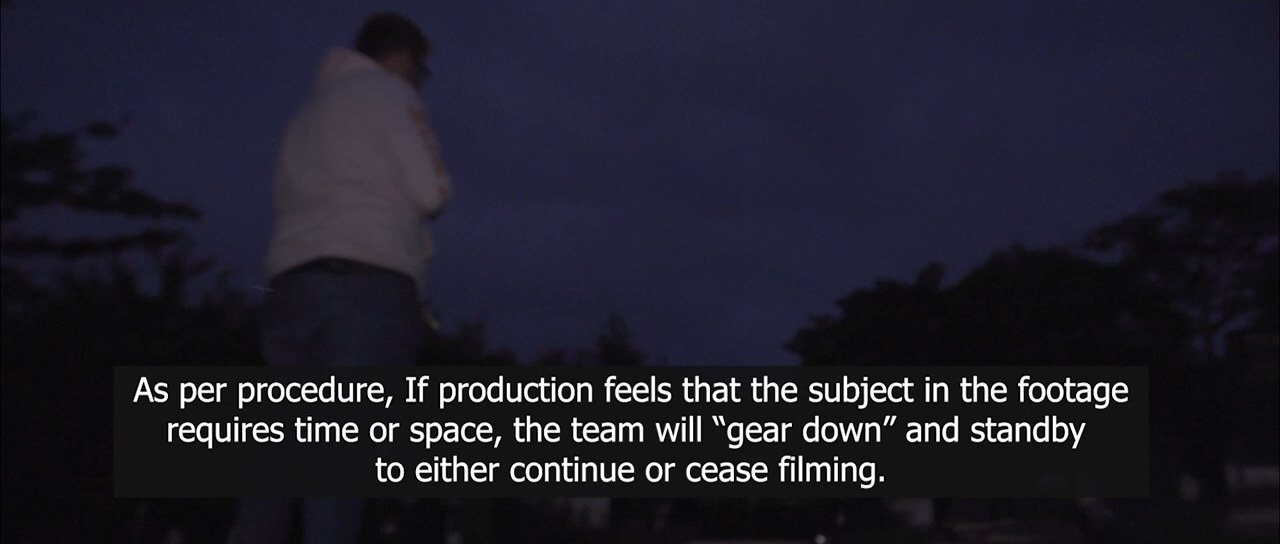 As per procedure, If production feels that the subject in the footage
requires time or space, the team will “gear down” and standby
to either continue or cease filming.